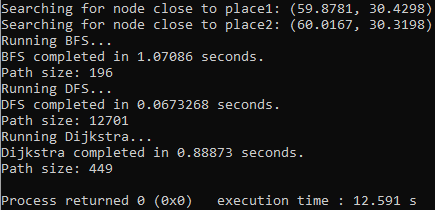 Searching for node close to place1: (59.8781, 30.4298)
Searching for node close to place2: (60.0167, 30.3198)
Running BFS...
BFS completed in 1.07086 seconds.
Path size: 196
Running DFS...
DFS completed in 0.0673268 seconds.
Path size: 12701
Running Dijkstra...
Dijkstra completed in 0.88873 seconds.
Path size: 449
Process returned 0 (0x0)   execution time : 12.591 s